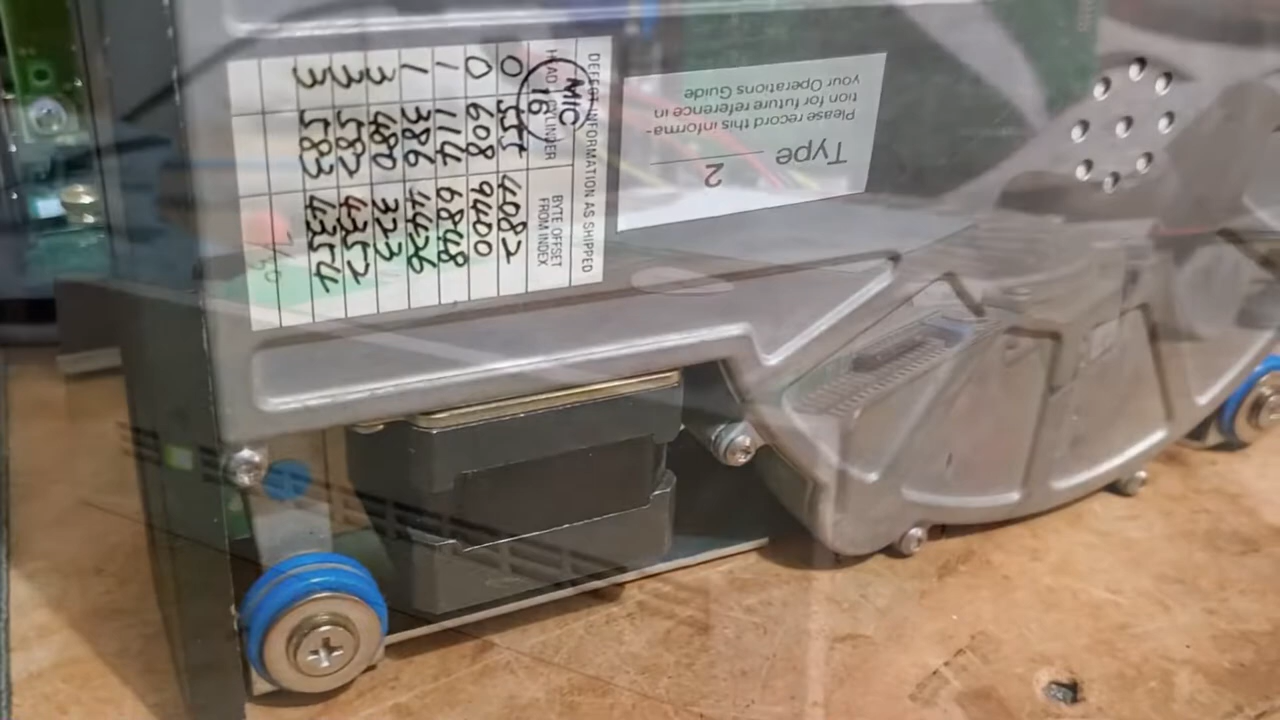 DEFECT INFORMATION AS SHIPPED
HEAD CYLINDER BYTE OFFSET
FROM INDEX
MIC
16
0 555 4082
0 608 9400
1 114 6848
1 386 4426
3 480 323
3 582 4352
3 583 4354
Type 2
Please record this informa-
tion for future reference in
your Operations Guide